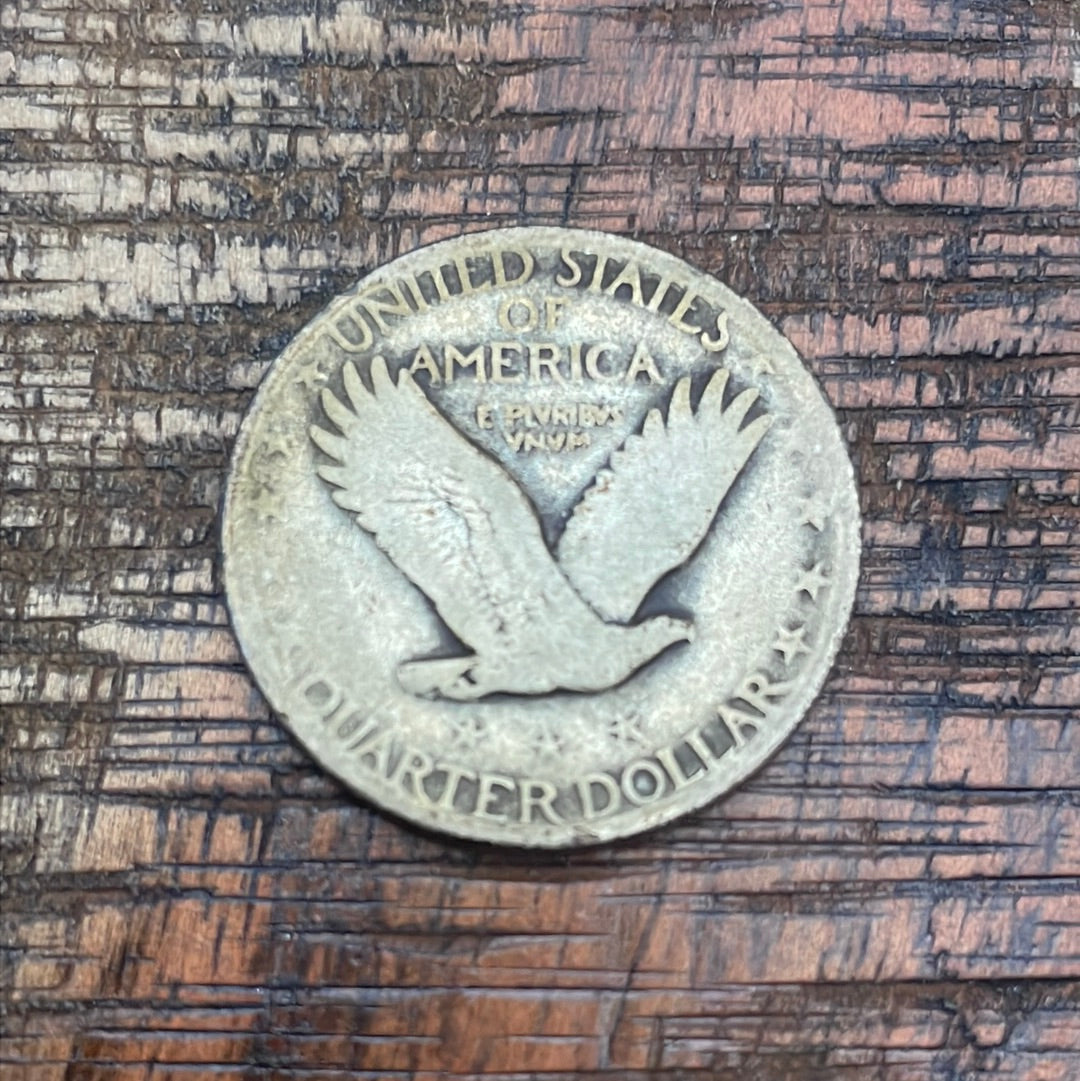 UNITED STATES
OF
AMERICA
E PLVRIBVS
VNVM
QUARTER DOLLAR